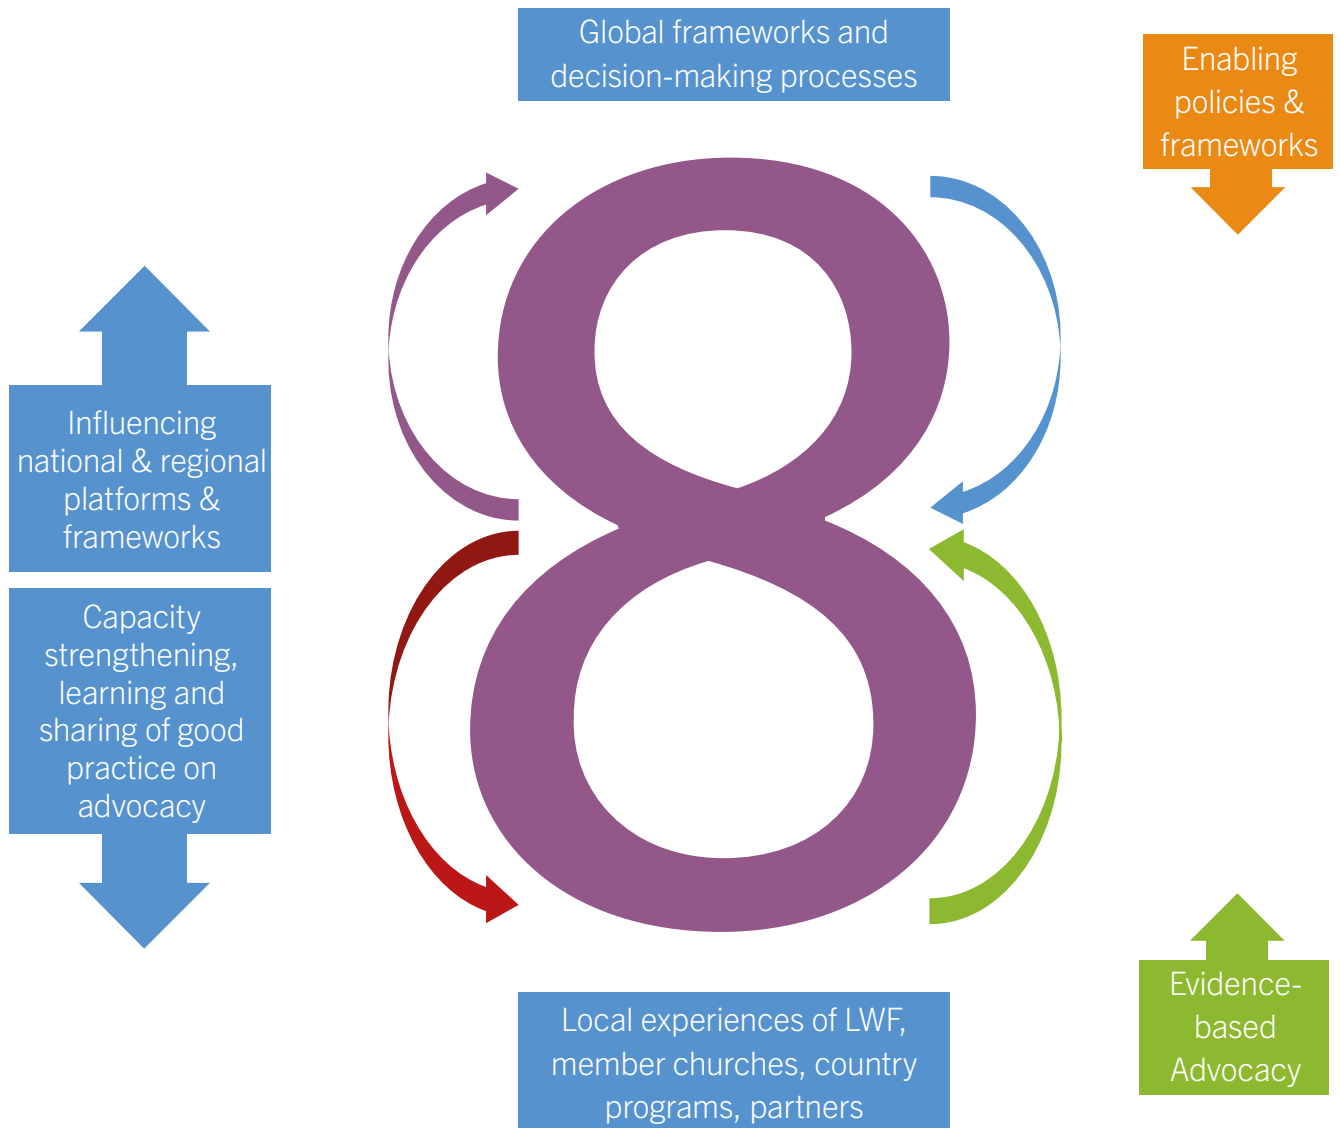 Global frameworks and
decision-making processes
Enabling
policies &
frameworks
8
Influencing
national & regional
platforms &
frameworks
Capacity
strengthening,
learning and
sharing of good
practice on
advocacy
Local experiences of LWF,
member churches, country
programs, partners
Evidence-
based
Advocacy